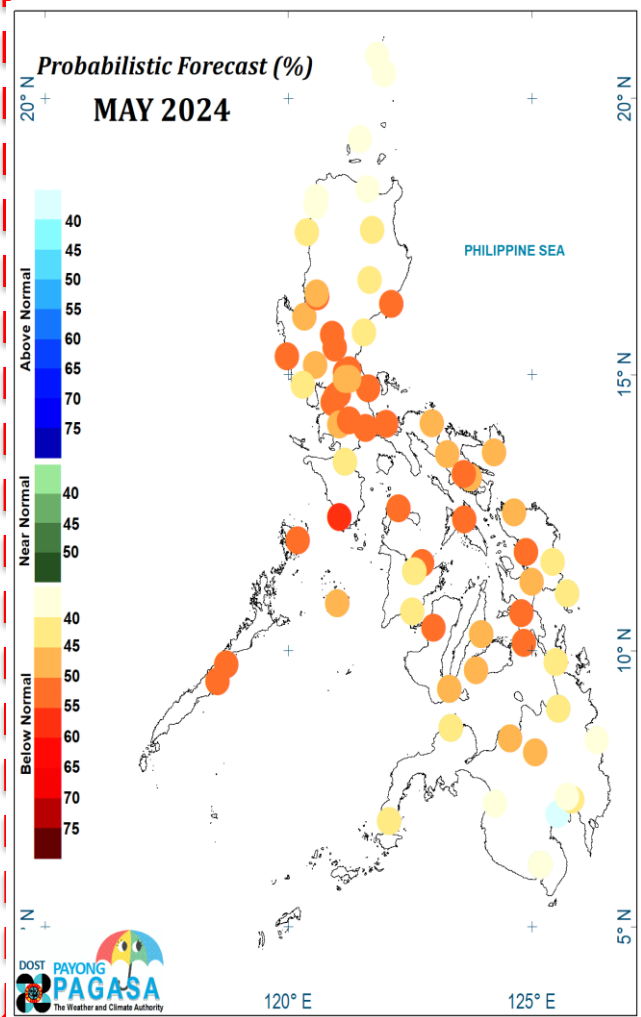 Probabilistic Forecast (%)
MAY 2024
20° N
20° N
PHILIPPINE SEA
Above Normal
40
45
50
55
60
65
70
75
15° N
Near Normal
40
45
50
10° N
Below Normal
40
45
50
55
60
65
70
75
° N
5° N
DOST
PAYONG
PAGASA
The Weather and Climate Authority
120° E
125° E